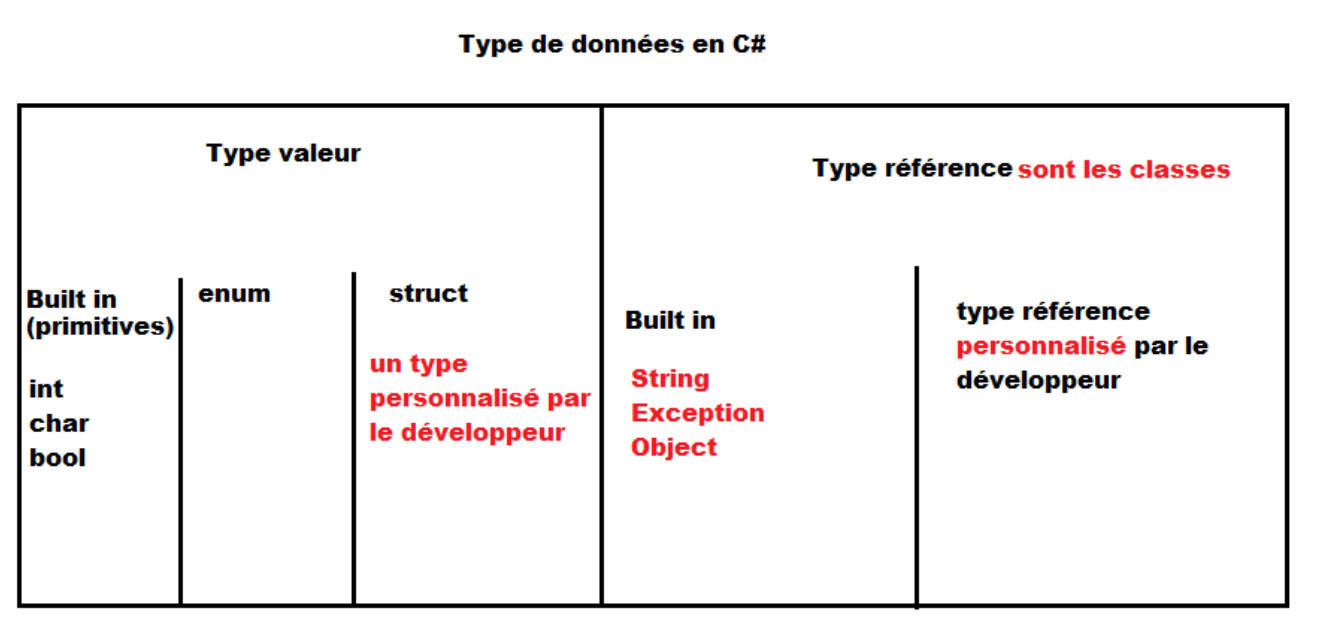 Type de données en C#
Type valeur
Type référence sont les classes
Built in
(primitives)
int
char
bool
enum
struct
un type
personnalisé par
le développeur
Built in
String
Exception
Object
type référence
personnalisé par le
développeur